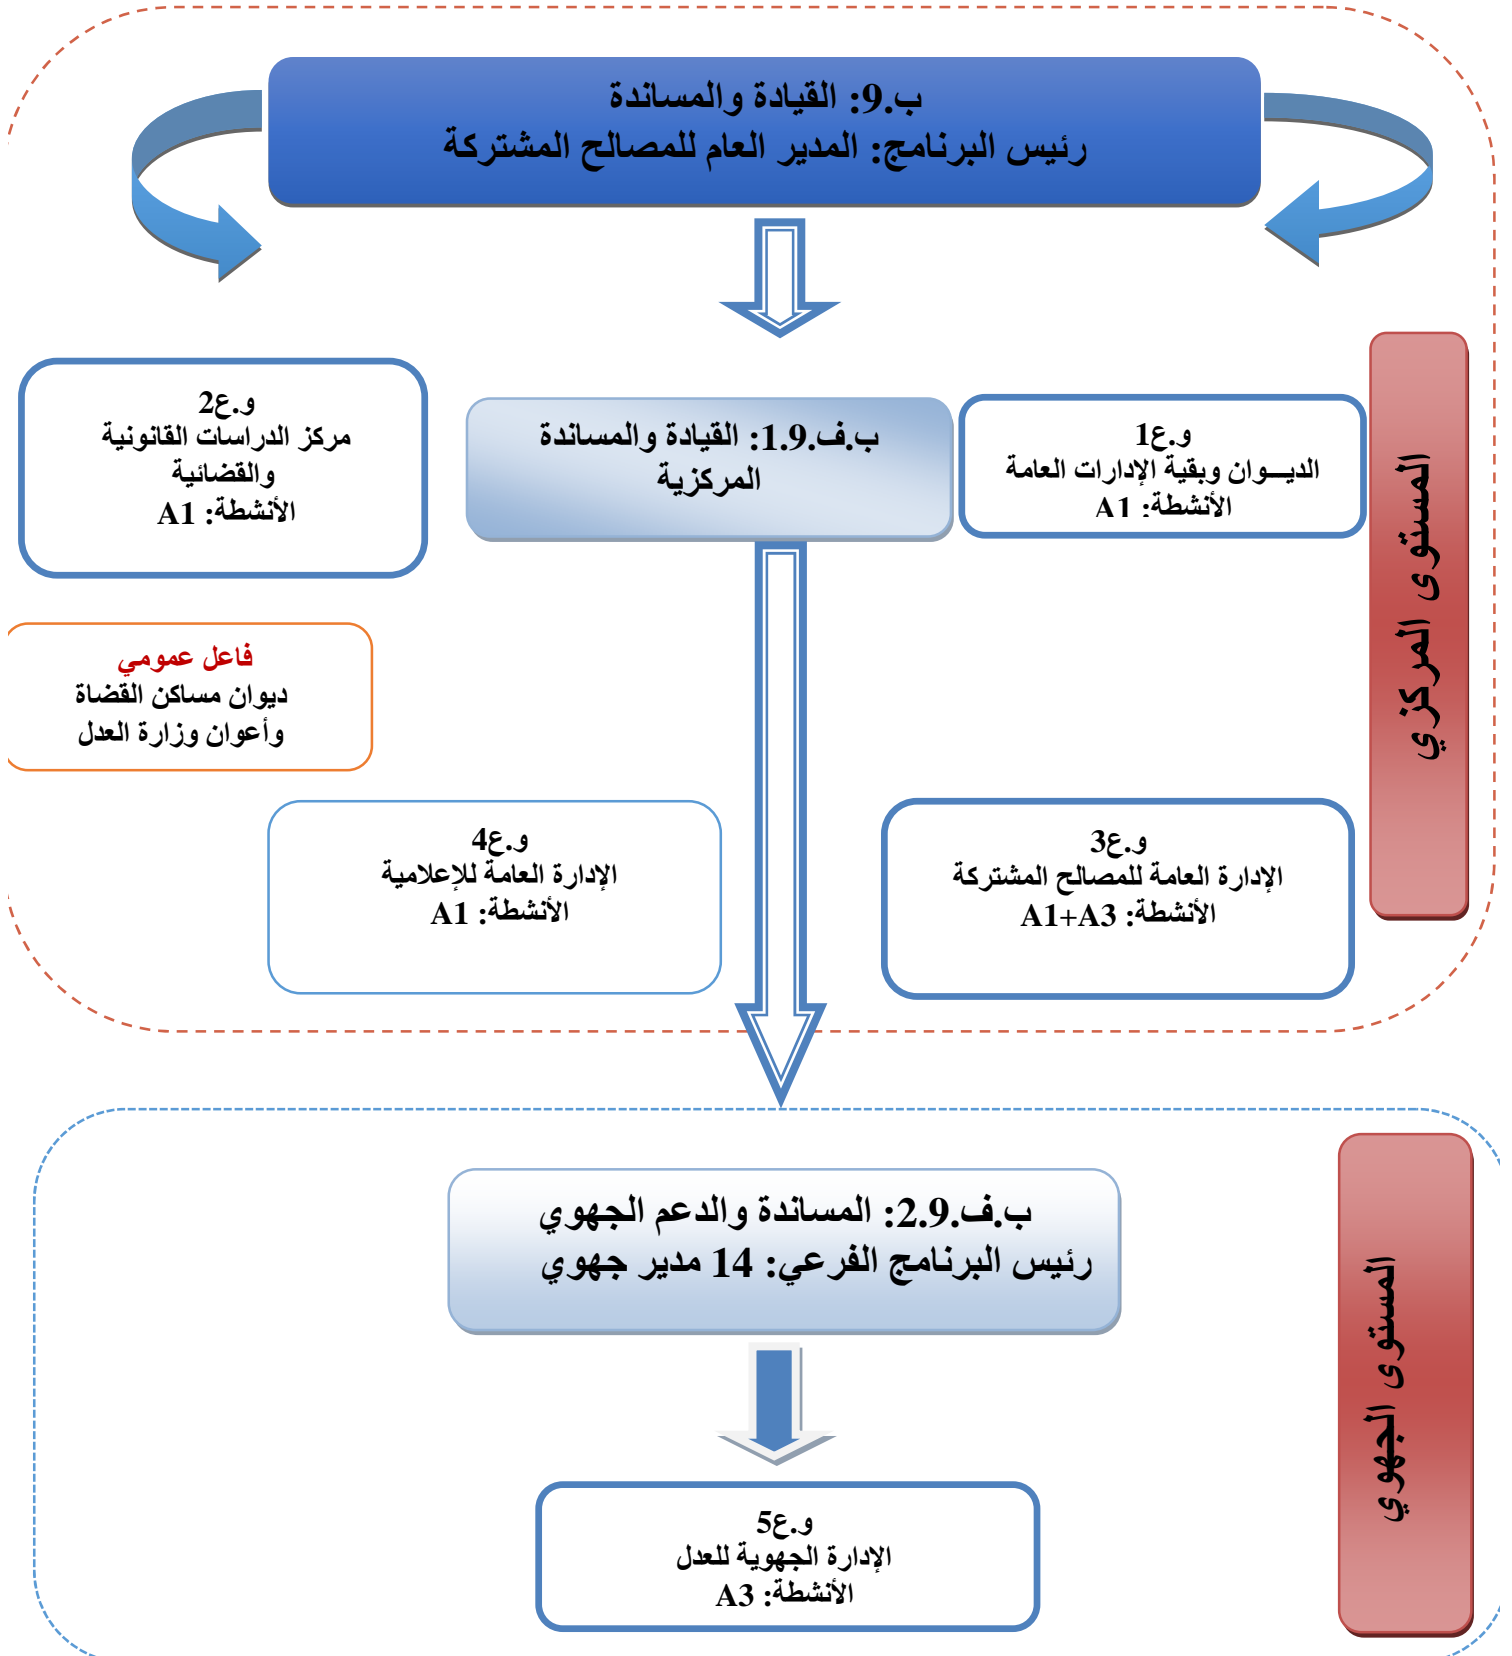 ب.9: القيادة والمساندة
رئيس البرنامج: المدير العام للمصالح المشتركة
المستوى المركزي
و.ع1
الديـــوان وبقية الإدارات العامة
الأنشطة: A1
ب.ف.1.9: القيادة والمساندة
المركزية
و.ع2
مركز الدراسات القانونية
والقضائية
الأنشطة: A1
فاعل عمومي
ديوان مساكن القضاة
وأعوان وزارة العدل
و.ع3
الإدارة العامة للمصالح المشتركة
الأنشطة: A1+A3
و.ع4
الإدارة العامة للإعلامية
الأنشطة: A1
المستوى الجهوي
ب.ف.2.9: المساندة والدعم الجهوي
رئيس البرنامج الفرعي: 14 مدير جهوي
و.ع5
الإدارة الجهوية للعدل
الأنشطة: A3